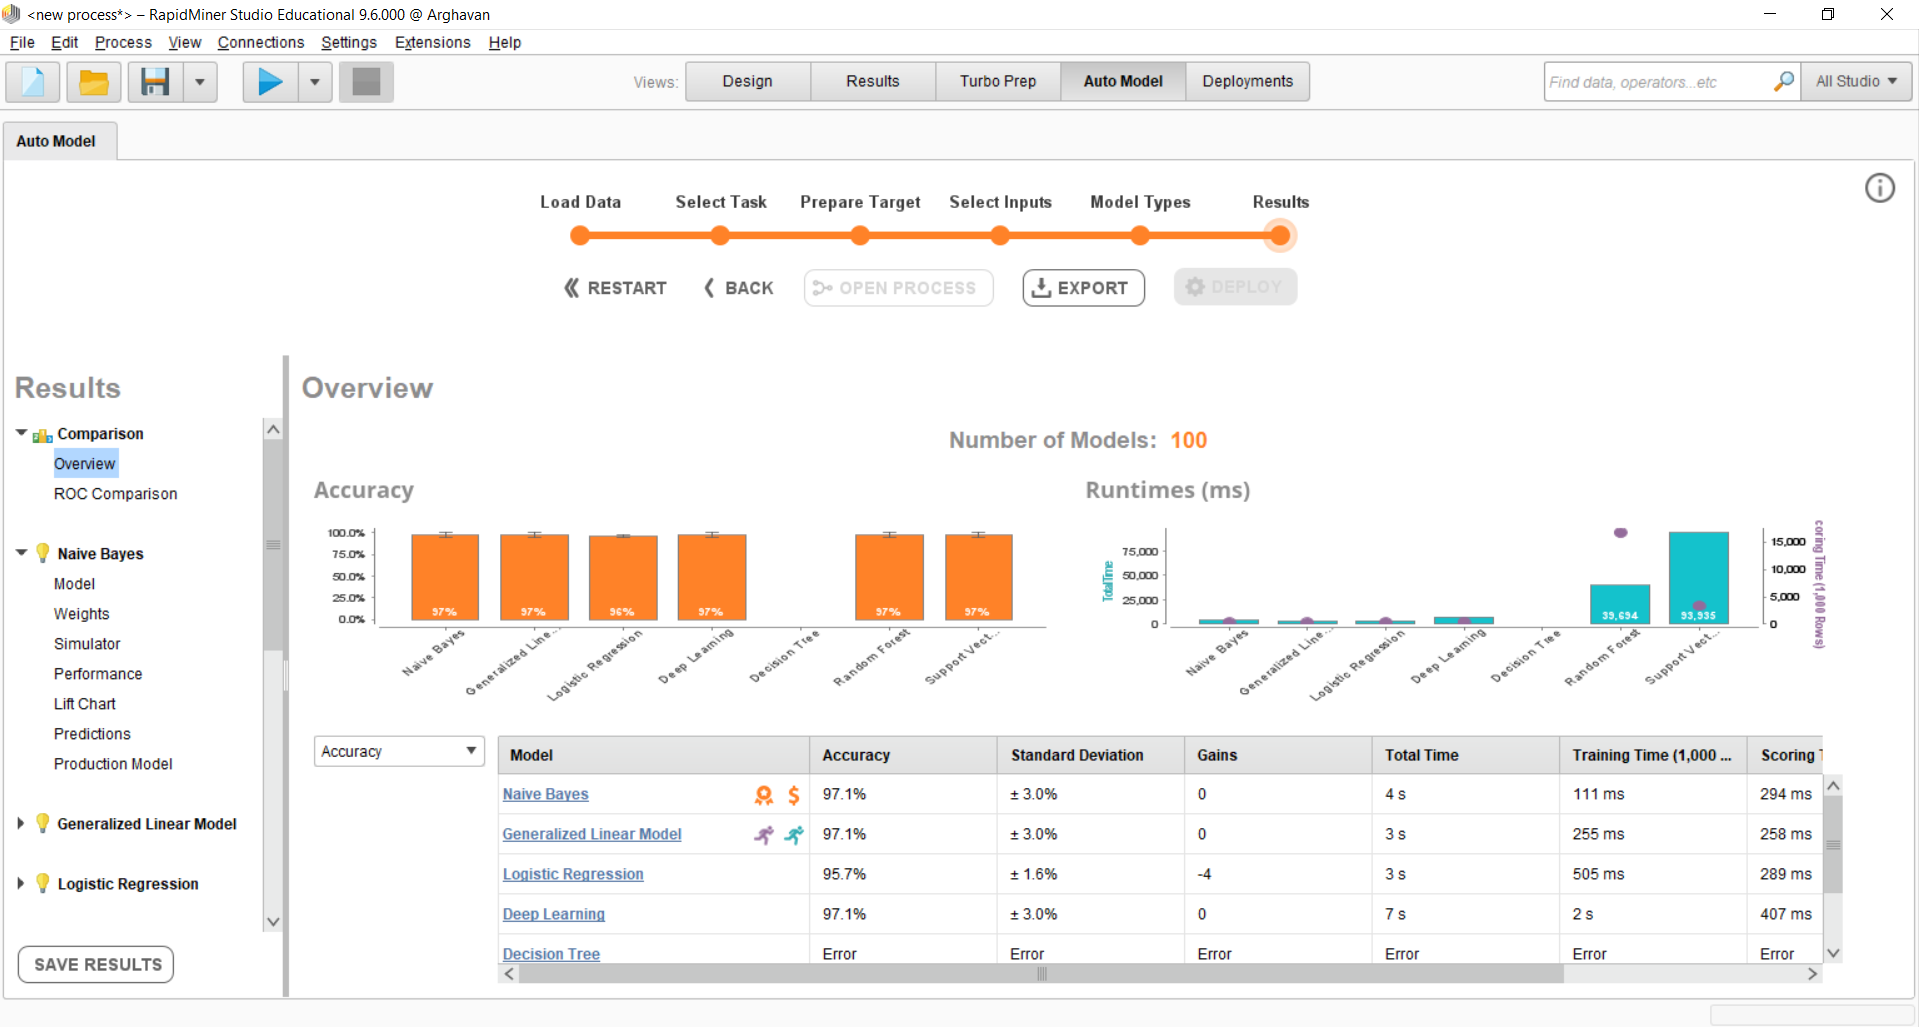 <new process*> – RapidMiner Studio Educational 9.6.000 @ Arghavan
File Edit Process View Connections Settings Extensions Help
Views: Design Results Turbo Prep Auto Model Deployments
Find data, operators...etc All Studio
Auto Model
Load Data Select Task Prepare Target Select Inputs Model Types Results
RESTART BACK OPEN PROCESS EXPORT DEPLOY
Results
Comparison
Overview
ROC Comparison
Naive Bayes
Model
Weights
Simulator
Performance
Lift Chart
Predictions
Production Model
Generalized Linear Model
Logistic Regression
SAVE RESULTS
Overview
Number of Models: 100
Accuracy
100.0%
75.0%
50.0%
25.0%
0.0%
97% 97% 96% 97% 97% 97%
Naive Bayes
Generalized Line...
Logistic Regression
Deep Learning
Decision Tree
Random Forest
Support Vect...
Runtimes (ms)
Total Time
75,000
50,000
25,000
0
39,694 93,935
15,000
10,000
5,000
0
coring Time (1,000 Rows)
Naive Bayes
Generalized Line...
Logistic Regression
Deep Learning
Decision Tree
Random Forest
Support Vect...
Accuracy
Model Accuracy Standard Deviation Gains Total Time Training Time (1,000 ... Scoring T
Naive Bayes $ 97.1% ± 3.0% 0 4 s 111 ms 294 ms
Generalized Linear Model 97.1% ± 3.0% 0 3 s 255 ms 258 ms
Logistic Regression 95.7% ± 1.6% -4 3 s 505 ms 289 ms
Deep Learning 97.1% ± 3.0% 0 7 s 2 s 407 ms
Decision Tree Error Error Error Error Error Error